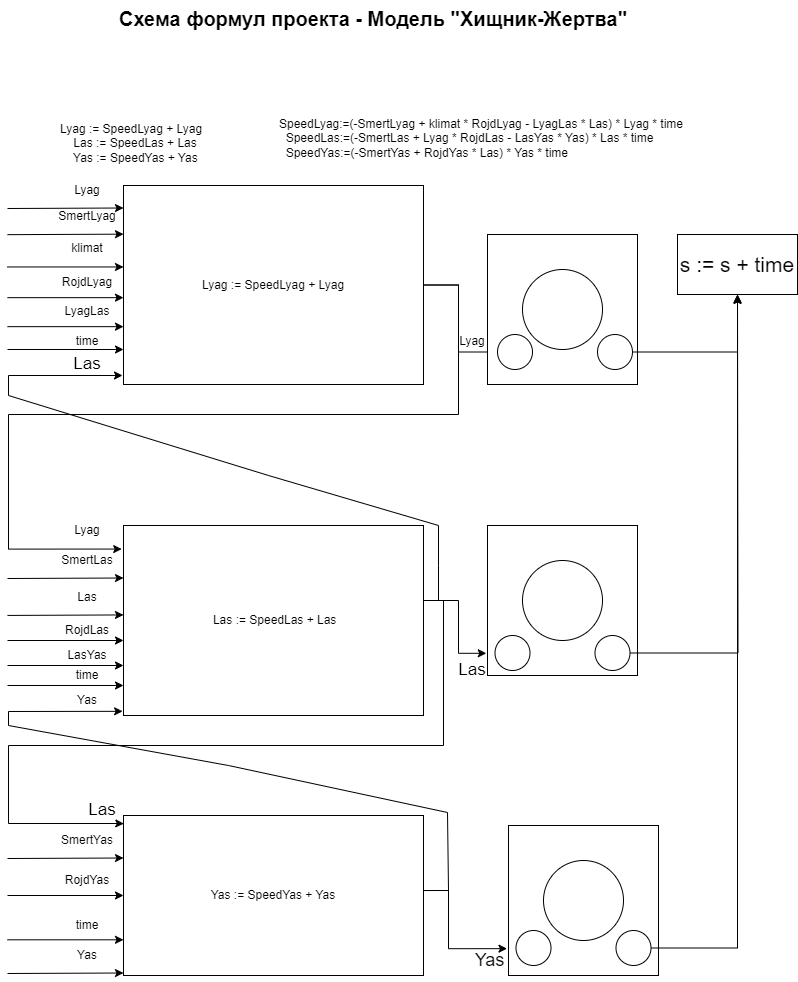 Схема формул проекта - Модель "Хищник-Жертва"
Lyag := SpeedLyag + Lyag
Las := SpeedLas + Las
Yas := SpeedYas + Yas
SpeedLyag:=(-SmertLyag + klimat * RojdLyag - LyagLas * Las) * Lyag * time
SpeedLas:=(-SmertLas + Lyag * RojdLas - LasYas * Yas) * Las * time
SpeedYas:=(-SmertYas + RojdYas * Las) * Yas * time
Lyag
SmertLyag
klimat
RojdLyag
LyagLas
time
Las
Lyag := SpeedLyag + Lyag
Lyag
s := s + time
Lyag
SmertLas
Las
RojdLas
LasYas
time
Yas
Las := SpeedLas + Las
Las
Las
SmertYas
RojdYas
time
Yas
Yas := SpeedYas + Yas
Yas